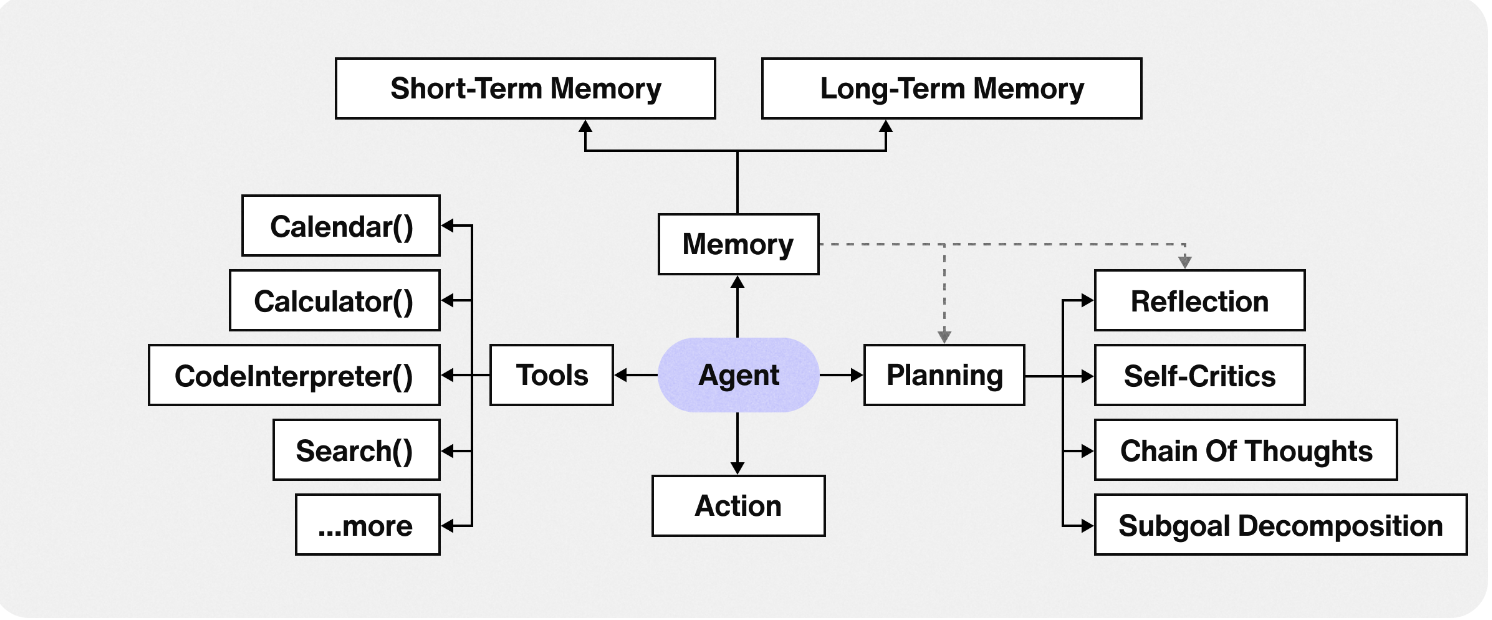 Short-Term Memory
Long-Term Memory
Calendar()
Memory
Calculator()
Reflection
CodeInterpreter()
Tools
Agent
Planning
Self-Critics
Search()
Chain Of Thoughts
Action
...more
Subgoal Decomposition